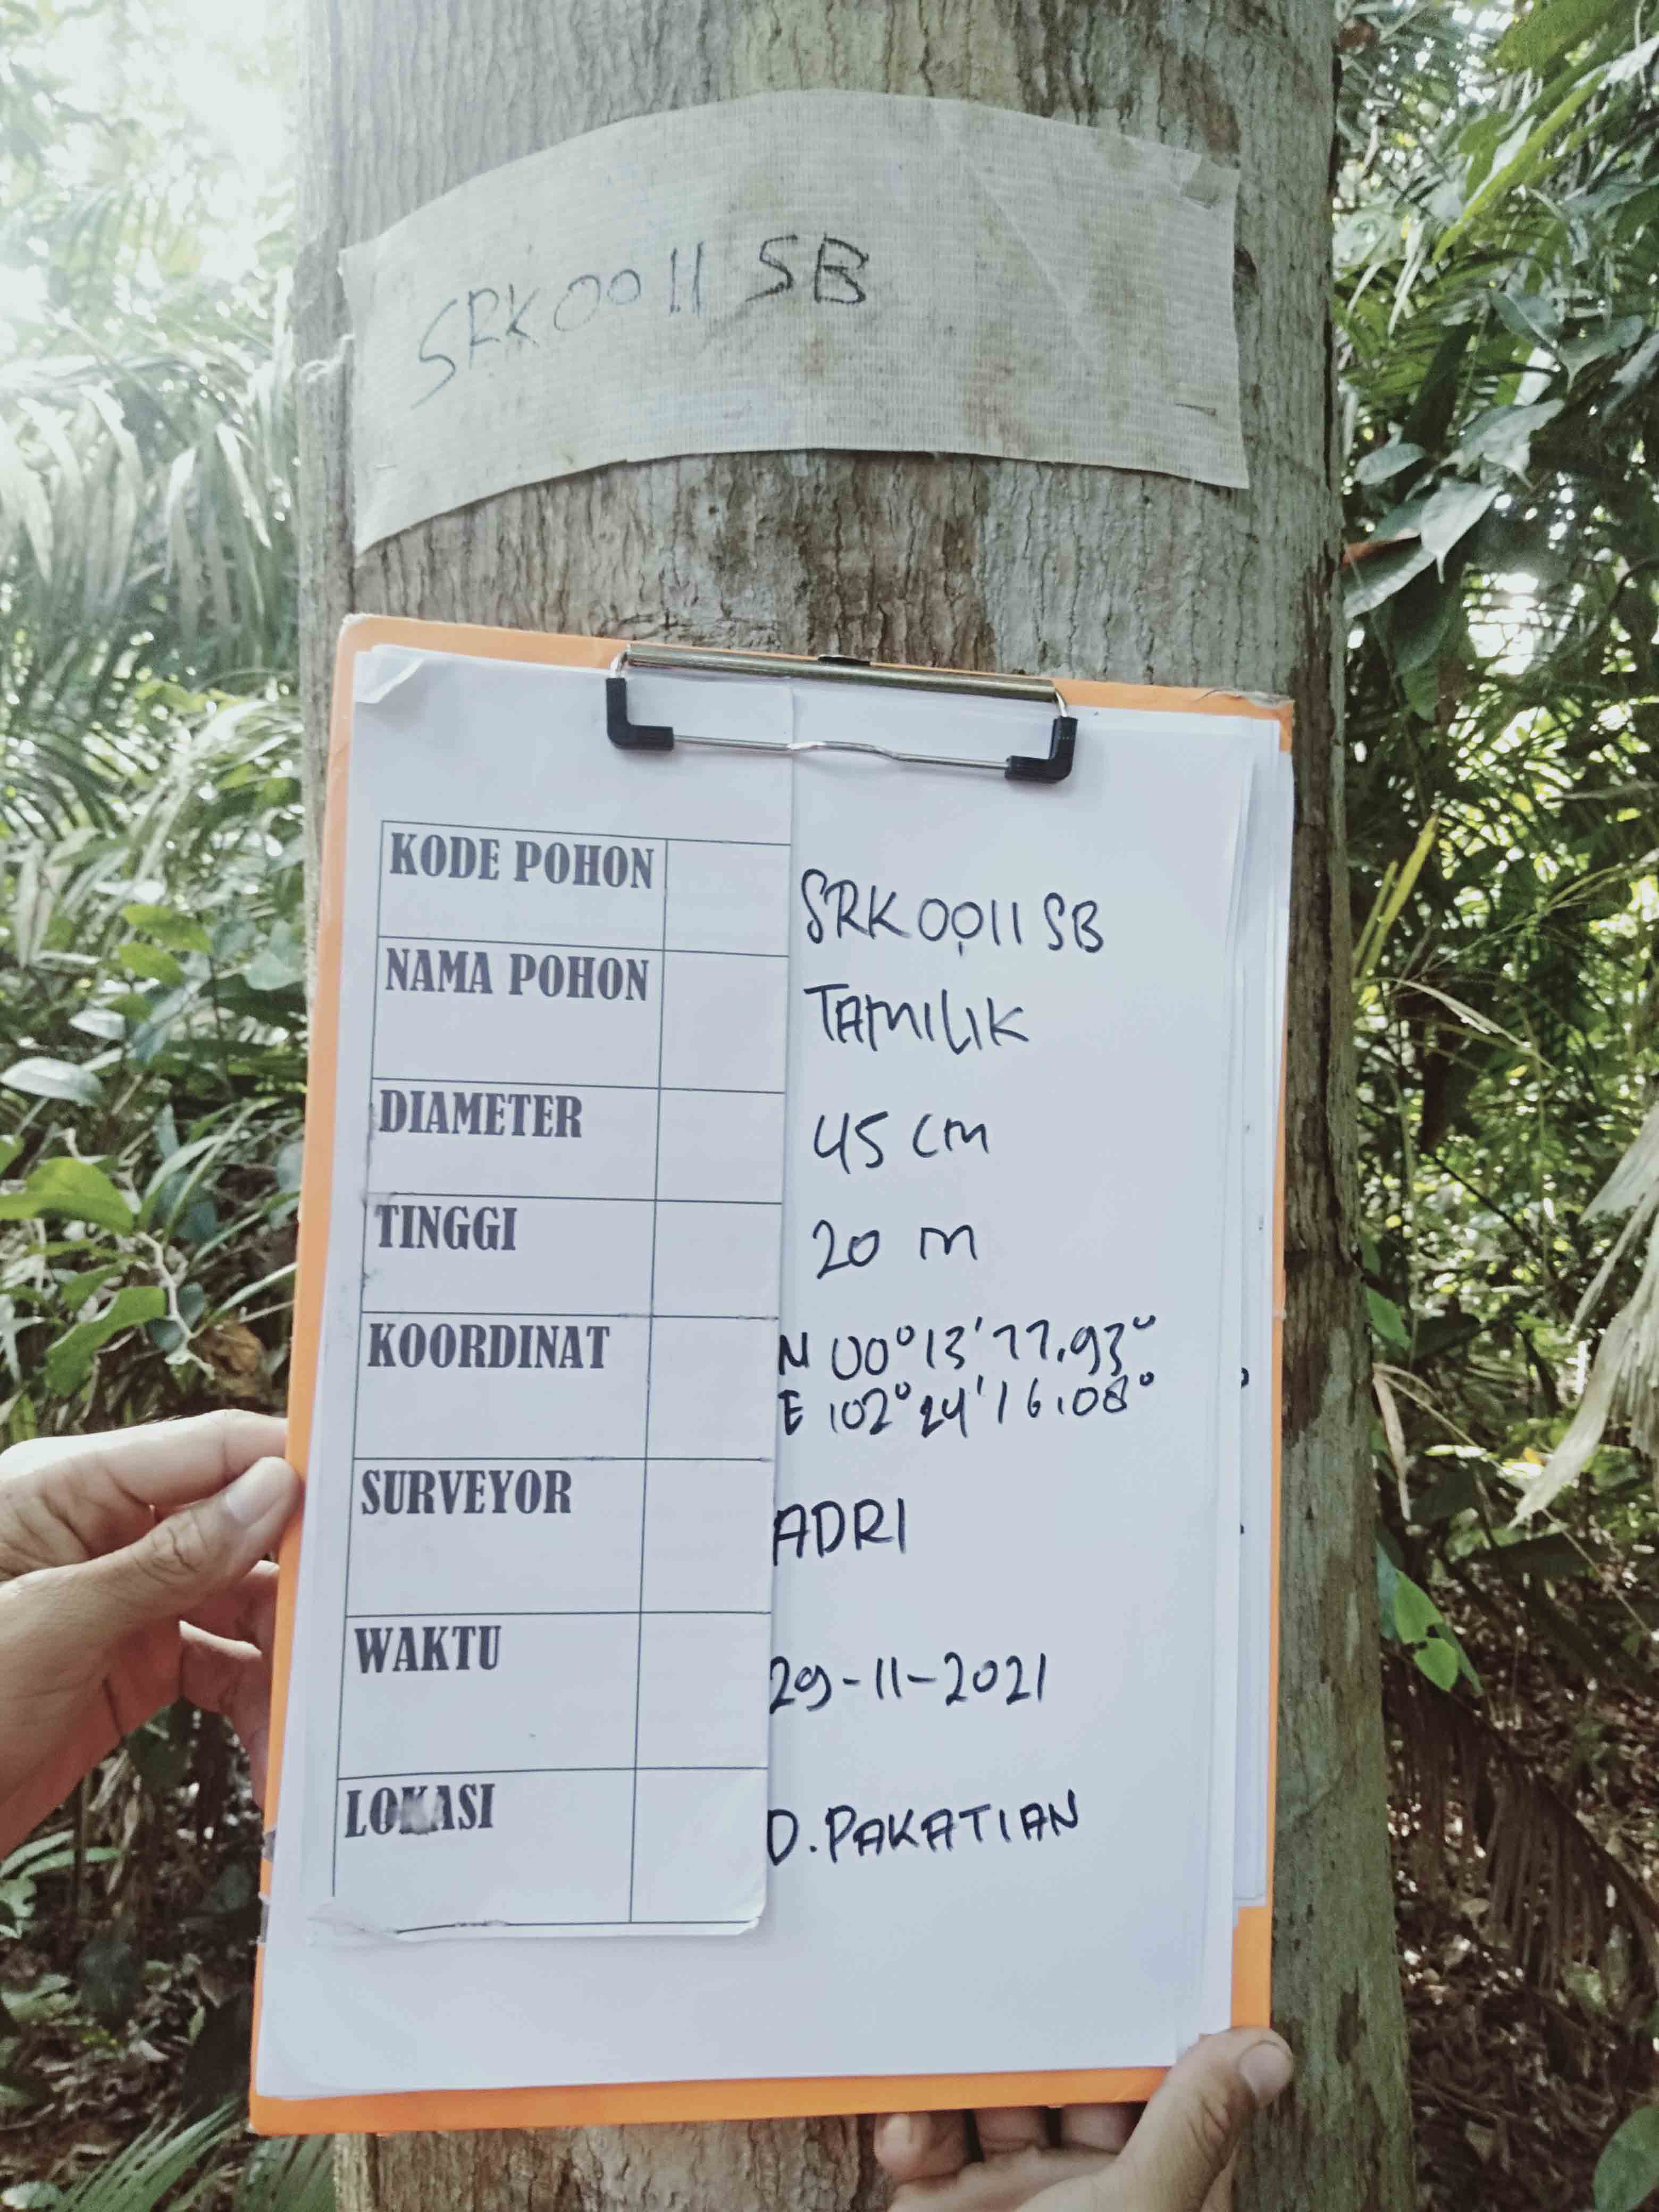 SRK0011 SB
KODE POHON SRK0011 SB
NAMA POHON TAMILIK
DIAMETER 45 cm
TINGGI 20 m
KOORDINAT N 00°13'77.93°
E 102°24'16.08°
SURVEYOR ADRI
WAKTU 29-11-2021
LOKASI D.PAKATIAN